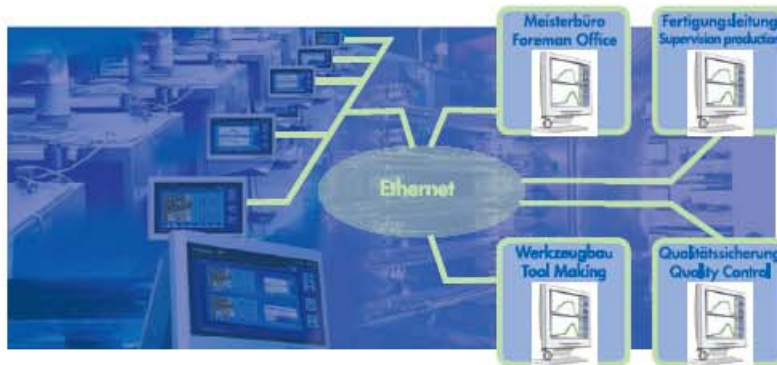 Meisterbüro
Foreman Office
Fertigungsleitung
Supervision production
Ethernet
Werkzeugbau
Tool Making
Qualitätssicherung
Quality Control